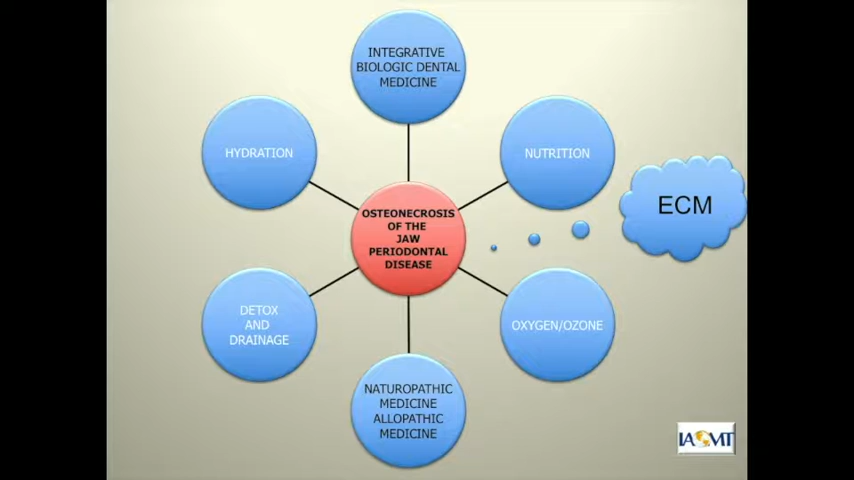 INTEGRATIVE
BIOLOGIC DENTAL
MEDICINE
HYDRATION
NUTRITION
ECM
OSTEONECROSIS
OF THE
JAW
PERIODONTAL
DISEASE
DETOX
AND
DRAINAGE
OXYGEN/OZONE
NATUROPATHIC
MEDICINE
ALLOPATHIC
MEDICINE
IAOMT